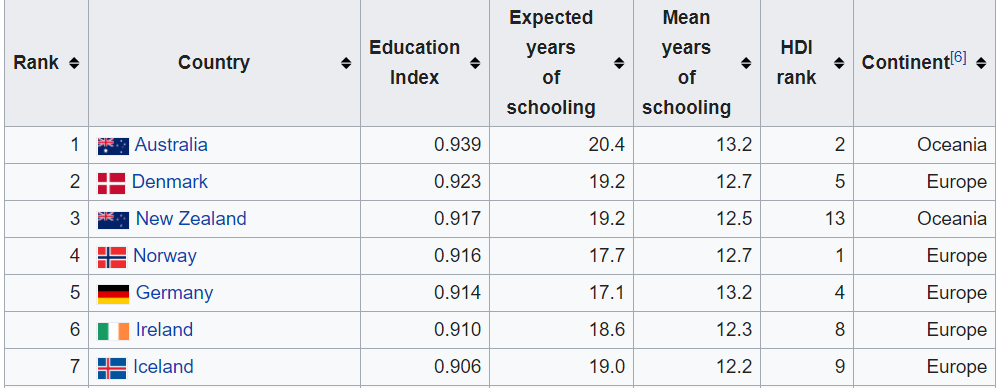 Rank Country Education Index Expected years of schooling Mean years of schooling HDI rank Continent[6]
1 Australia 0.939 20.4 13.2 2 Oceania
2 Denmark 0.923 19.2 12.7 5 Europe
3 New Zealand 0.917 19.2 12.5 13 Oceania
4 Norway 0.916 17.7 12.7 1 Europe
5 Germany 0.914 17.1 13.2 4 Europe
6 Ireland 0.910 18.6 12.3 8 Europe
7 Iceland 0.906 19.0 12.2 9 Europe